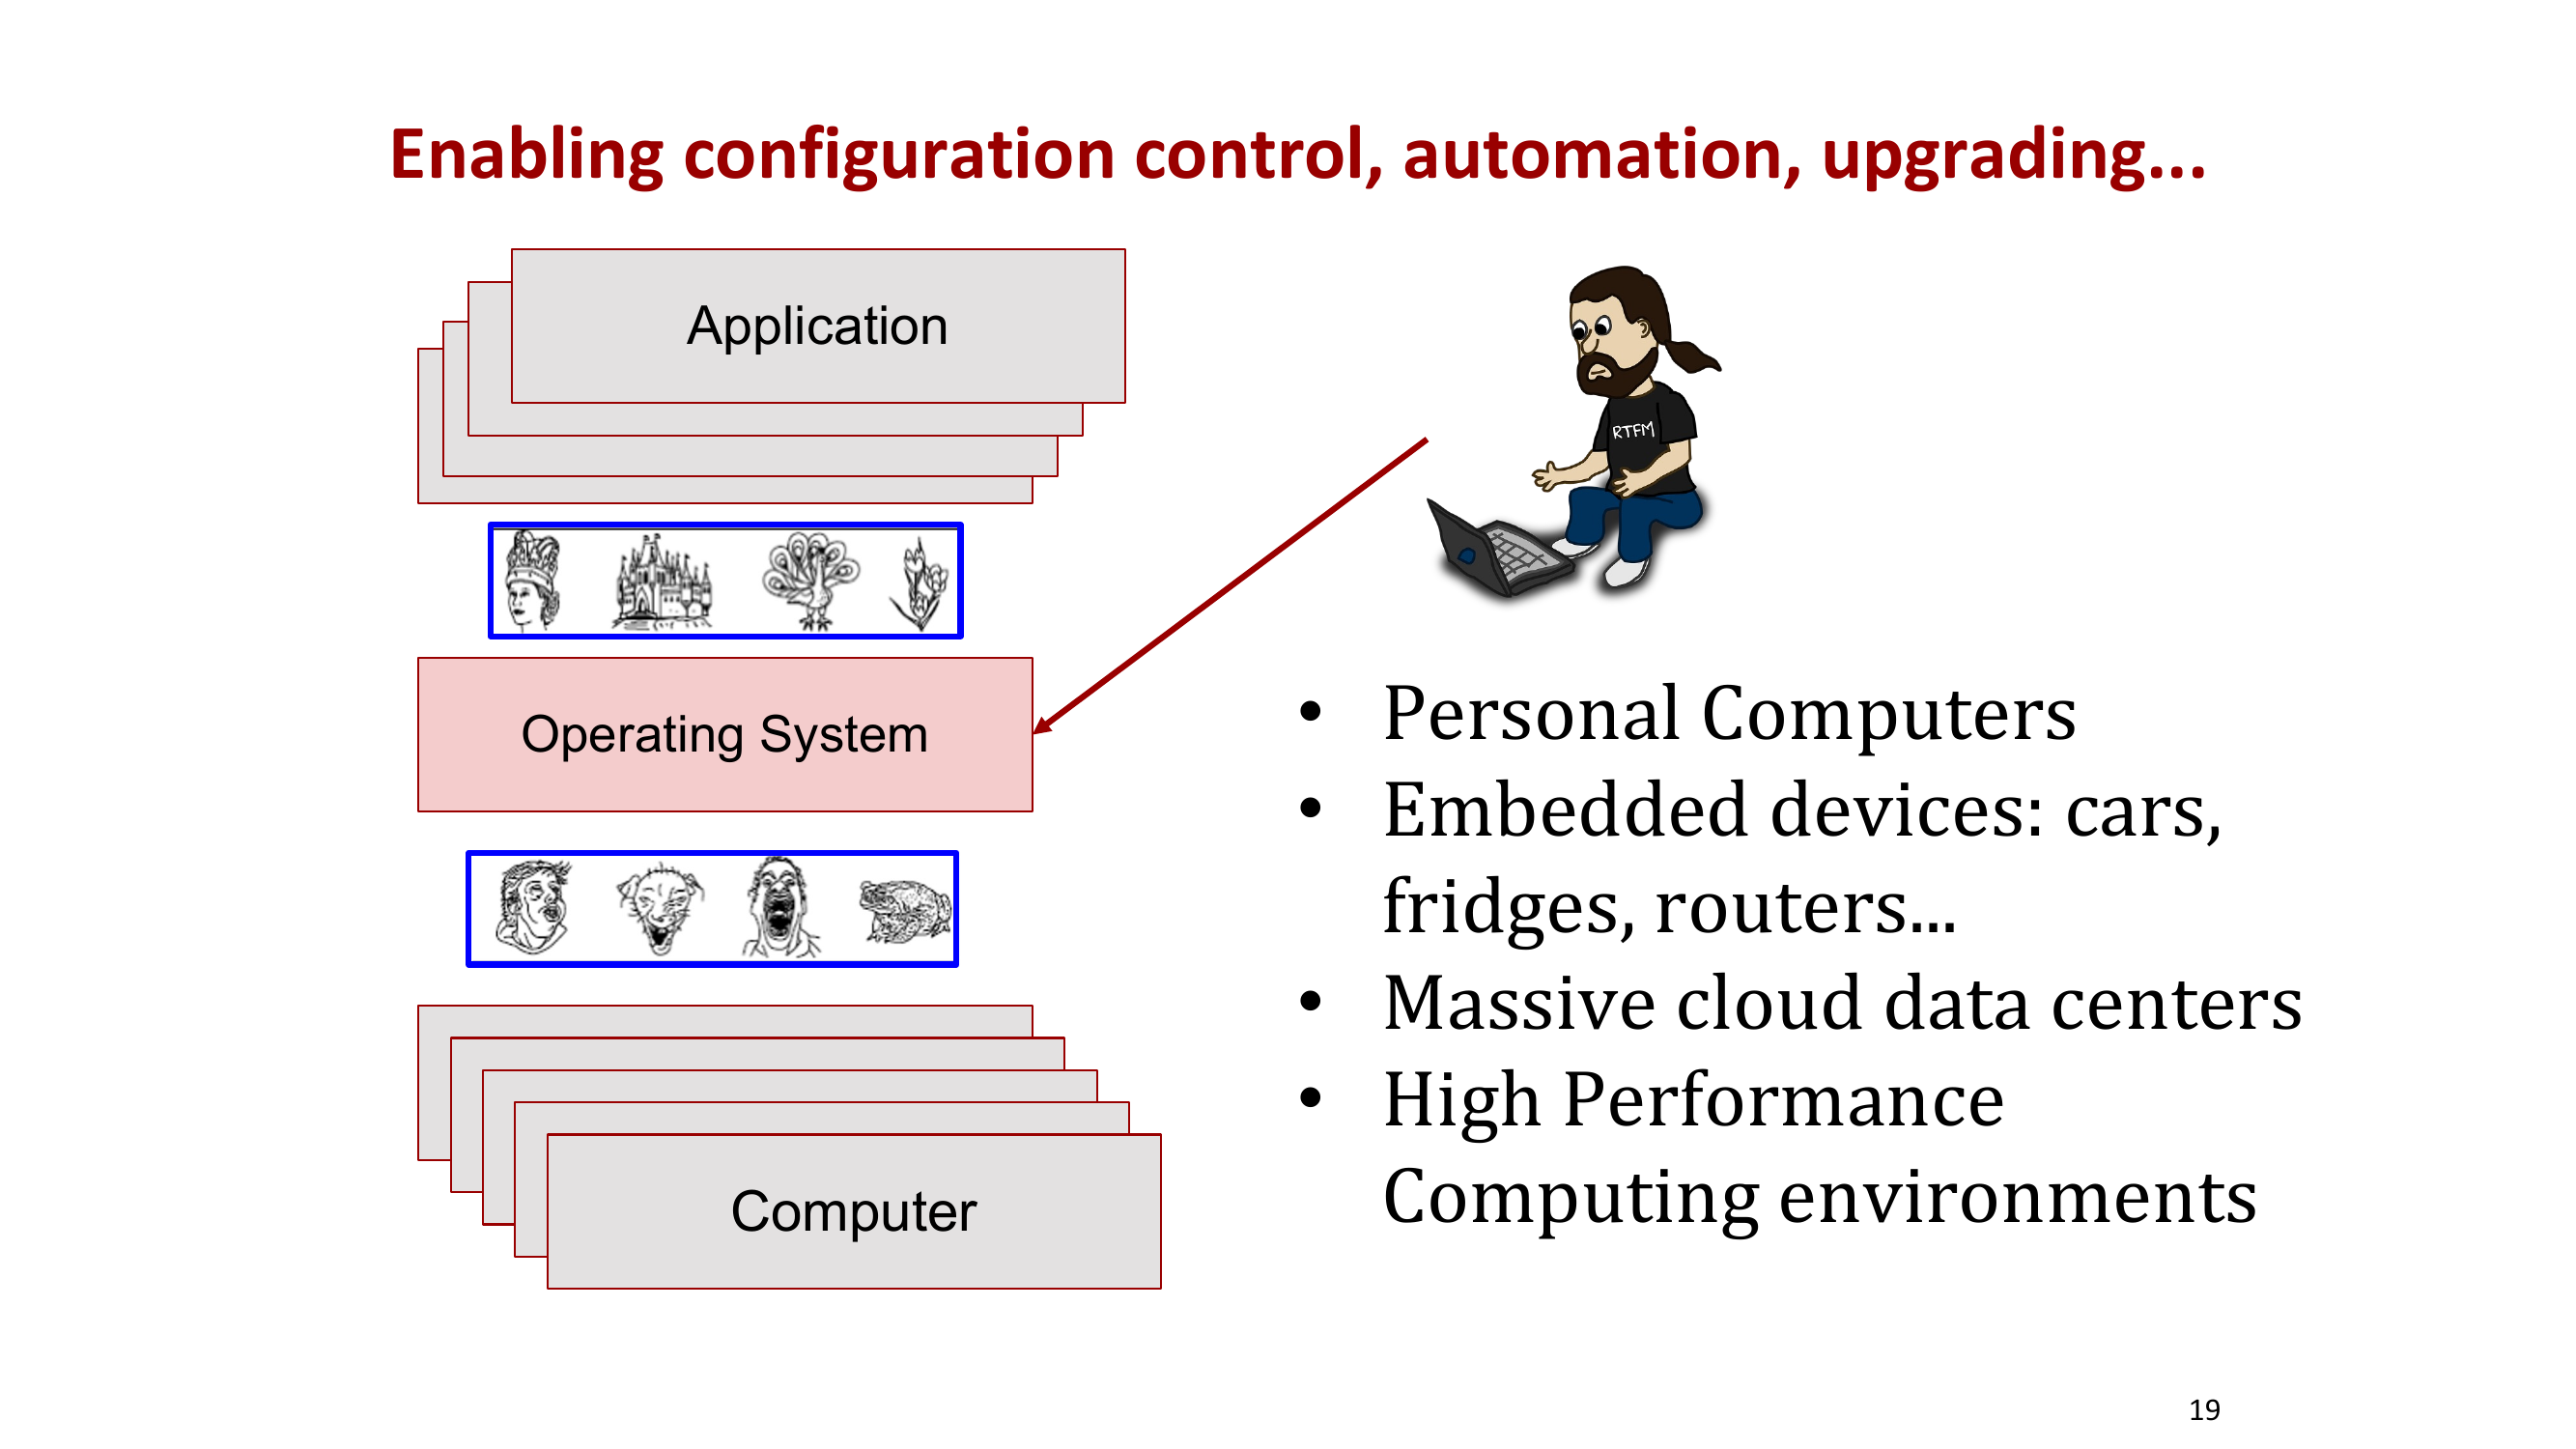 Enabling configuration control, automation, upgrading...
Application
RTFM
Operating System
Computer
• Personal Computers
• Embedded devices: cars,
fridges, routers...
• Massive cloud data centers
• High Performance
Computing environments
19